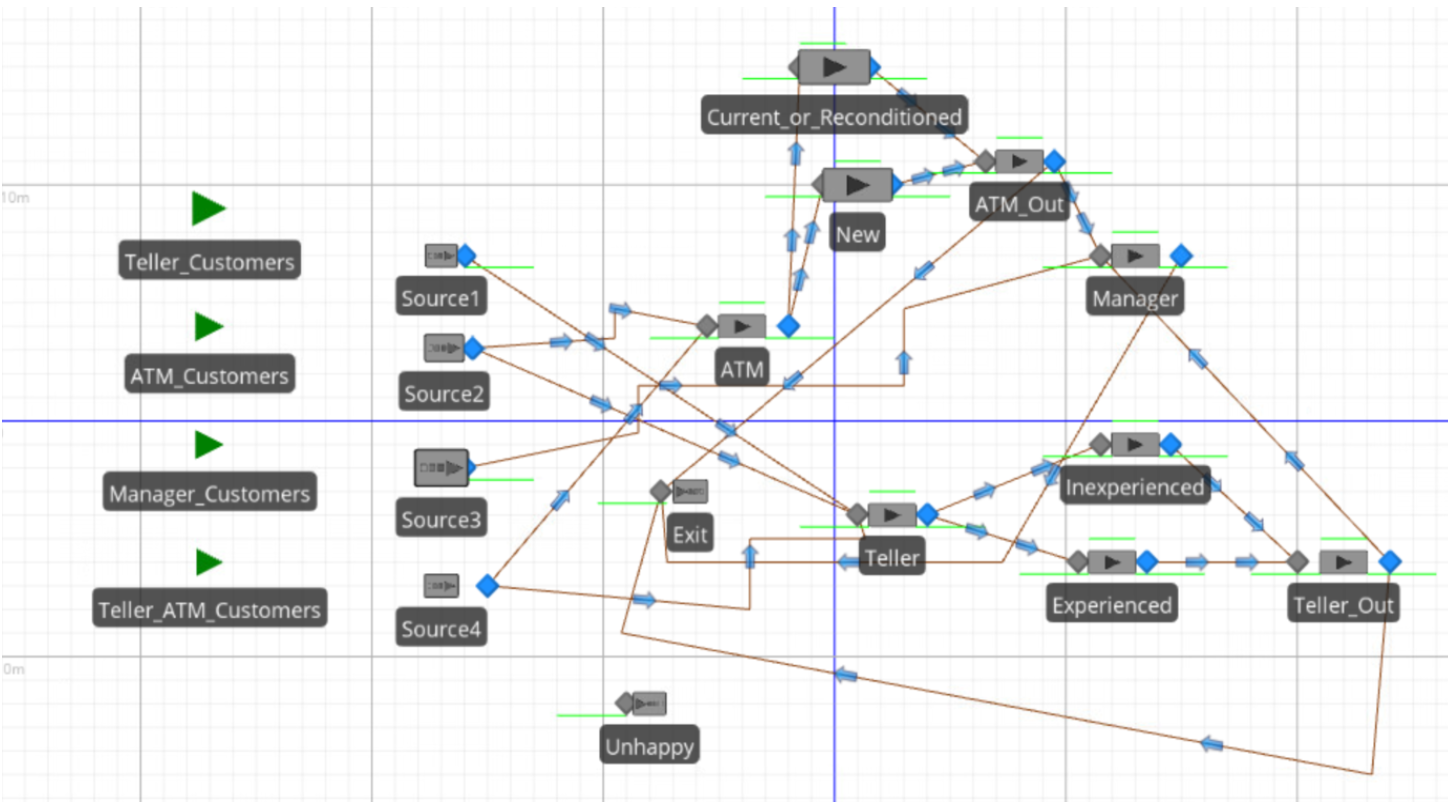 Current_or_Reconditioned
10m
ATM_Out
New
Teller_Customers
Source1
Manager
ATM
ATM_Customers
Source2
Manager_Customers
Inexperienced
Source3
Exit
Teller
Teller_ATM_Customers
Experienced
Teller_Out
Source4
0m
Unhappy